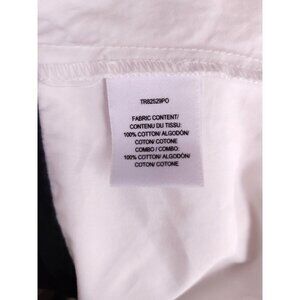 TR82529PO
FABRIC CONTENT/
CONTENU DU TISSU:
100% COTTON/ ALGODÓN/
COTON/ COTONE
COMBO / COMBO:
100% COTTON/ ALGODÓN/
COTON/ COTONE